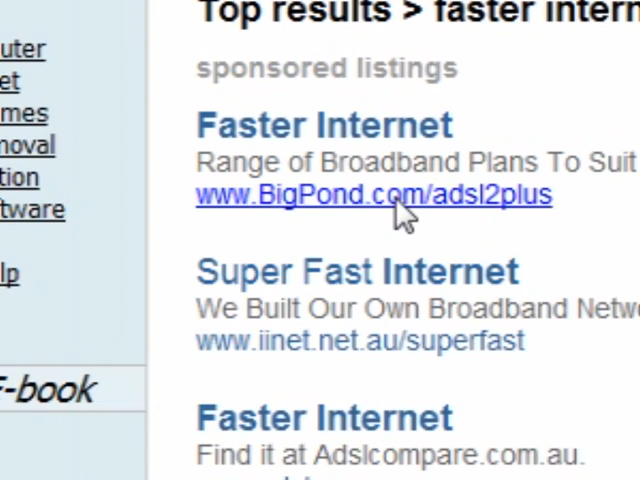 Top results > faster intern
sponsored listings
Faster Internet
Range of Broadband Plans To Suit
www.BigPond.com/adsl2plus
Super Fast Internet
We Built Our Own Broadband Netw
www.iinet.net.au/superfast
Faster Internet
Find it at Adslcompare.com.au.
uter
et
mes
moval
tion
tware
lp
E-book